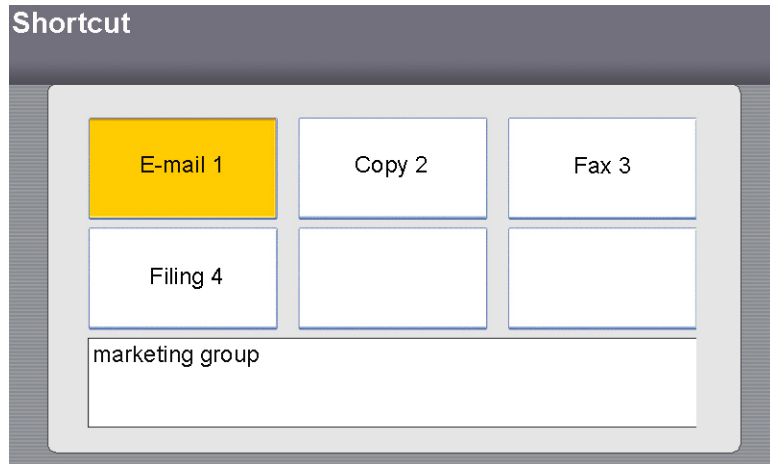 Shortcut
E-mail 1
Copy 2
Fax 3
Filing 4
marketing group